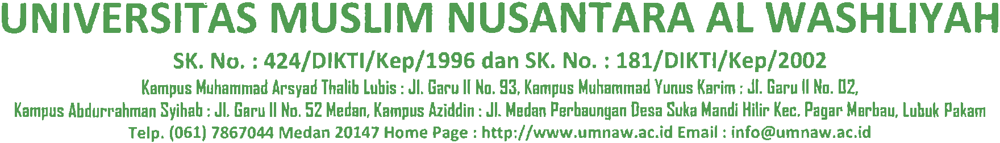 UNIVERSITAS MUSLIM NUSANTARA AL WASHLIYAH
SK. No. : 424/DIKTI/Kep/1996 dan SK. No. : 181/DIKTI/Kep/2002
Kampus Muhammad Arsyad Thalib Lubis : Jl. Garu II No. 93, Kampus Muhammad Yunus Karim : Jl. Garu II No. 02,
Kampus Abdurrahman Syihab : Jl. Garu II No. 52 Medan, Kampus Aziddin : Jl. Medan Perbaungan Desa Suka Mandi Hilir Kec. Pagar Merbau, Lubuk Pakam
Telp. (061) 7867044 Medan 20147 Home Page : http://www.umnaw.ac.id Email : info@umnaw.ac.id